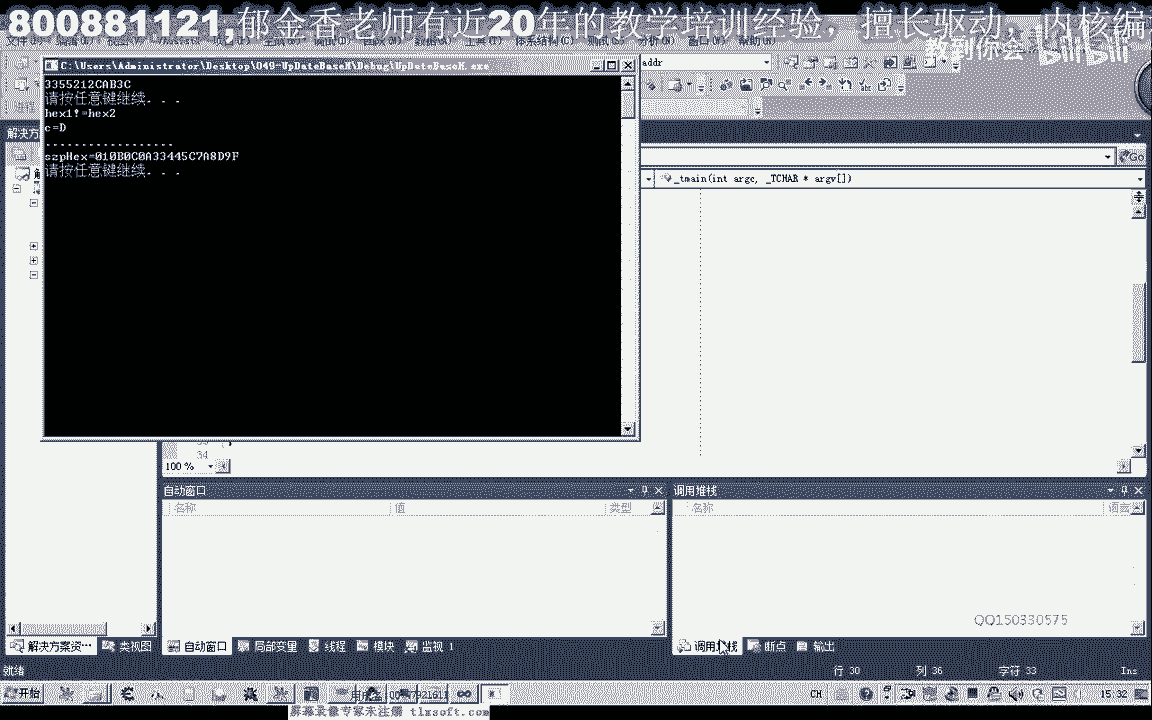 800881121,郁金香老师有近20年的教学培训经验，擅长驱动，内核编
教到你会 bilibili
C:\Users\Administrator\Desktop\049-UpDateBaseM\Debug\UpDateBaseM.exe
addr
3355212CAB3C
请按任意键继续. . .
hex1!=hex2
c=D
..................
szpHex=010B0C0A33445C7A8D9F
请按任意键继续. . .
解决方
Go
_tmain(int argc, _TCHAR * argv[])
34
100 %
自动窗口
调用堆栈
名称 值 类型
名称 语言
QQ150330575
解决方案资... 类视图 自动窗口 局部变量 线程 模块 监视 1
调用堆栈 断点 输出
就绪 行 30 列 36 字符 33 Ins
开始 CH 15:32
屏幕录像专家未注册 tlxsoft.com